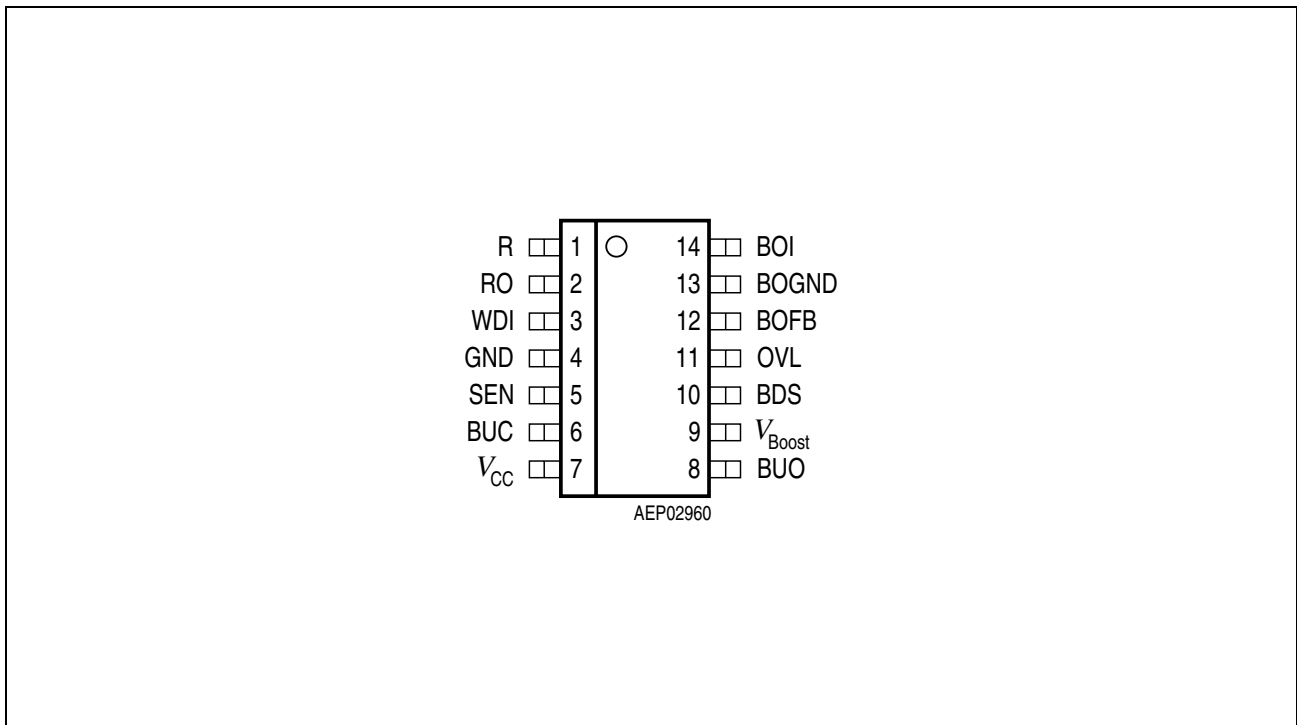 R 1 14 BOI
RO 2 13 BOGND
WDI 3 12 BOFB
GND 4 11 OVL
SEN 5 10 BDS
BUC 6 9 VBoost
VCC 7 8 BUO
AEP02960